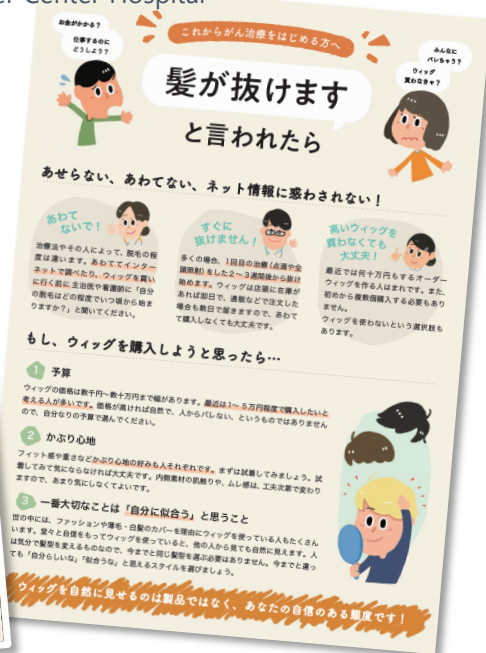 Center Hospital
お金がかかる？
仕事するのに
どうしよう？
これからがん治療をはじめる方へ
みんなに
バレちゃう？
ウィッグ
買わなきゃ？
髪が抜けます
と言われたら
あせらない、あわてない、ネット情報に惑わされない！
あわて
ないで！
治療法やその人によって、脱毛の程
度は違います。あわててインター
ネットで調べたり、ウィッグを買い
に行く前に主治医や看護師に「自分
の脱毛はどの程度でいつ頃から始ま
りますか？」と聞いてください。
すぐに
抜けません！
多くの場合、1回目の治療（点滴や全
頭照射）をした2～3週間後から抜け
始めます。ウィッグは店頭に在庫が
あれば即日で、通販などで注文した
場合も数日で届きますので、あわて
て購入しなくても大丈夫です。
高いウィッグを
買わなくても
大丈夫！
最近では何十万円もするオーダー
ウィッグを作る人はまれです。また、
初めから複数個購入する必要もあり
ません。
ウィッグを使わないという選択肢も
あります。
もし、ウィッグを購入しようと思ったら…
1 予算
ウィッグの価格は数千円～数十万円まで幅があります。最近は1～5万円程度で購入したいと
考える人が多いです。価格が高ければ自然で、人からバレない、というものではありません
ので、自分なりの予算で選んでください。
2 かぶり心地
フィット感や重さなどかぶり心地の好みも人それぞれです。まずは試着してみましょう。試
着してみて気にならなければ大丈夫です。内側素材の肌触りや、ムレ感は、工夫次第で変わり
ますので、あまり気にしなくてよいです。
3 一番大切なことは「自分に似合う」と思うこと
世の中には、ファッションや薄毛・白髪のカバーを理由にウィッグを使っている人もたくさん
います。堂々と自信をもってウィッグを使っていると、他の人から見ても自然に見えます。人
は気分で髪型を変えるものなので、今までと同じ髪型を選ぶ必要はありません。今までと違っ
ても「自分らしいな」「似合うな」と思えるスタイルを選びましょう。
ウィッグを自然に見せるのは製品ではなく、あなたの自信のある態度です！